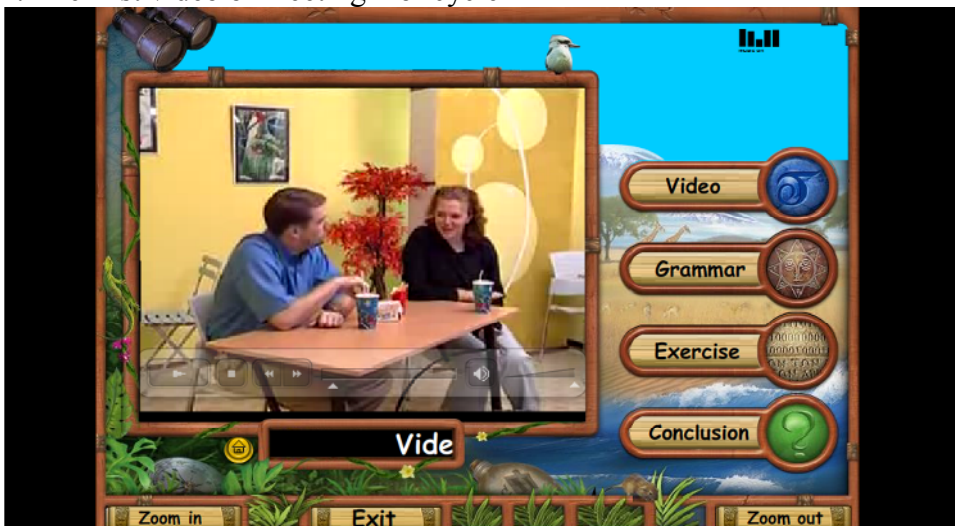 Video
Grammar
Exercise
Conclusion
Vide
Zoom in
Exit
Zoom out